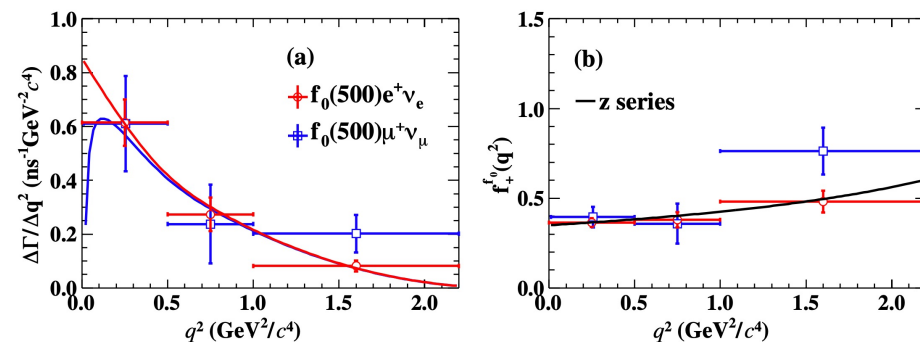 ΔΓ/Δq² (ns⁻¹GeV⁻²c⁴)
1.0
0.8
0.6
0.4
0.2
0.0
(a)
f₀(500)e⁺νₑ
f₀(500)μ⁺ν_μ
0.0 0.5 1.0 1.5 2.0
q² (GeV²/c⁴)
f₊^f₀(q²)
1.5
1.0
0.5
0.0
(b)
z series
0.0 0.5 1.0 1.5 2.0
q² (GeV²/c⁴)